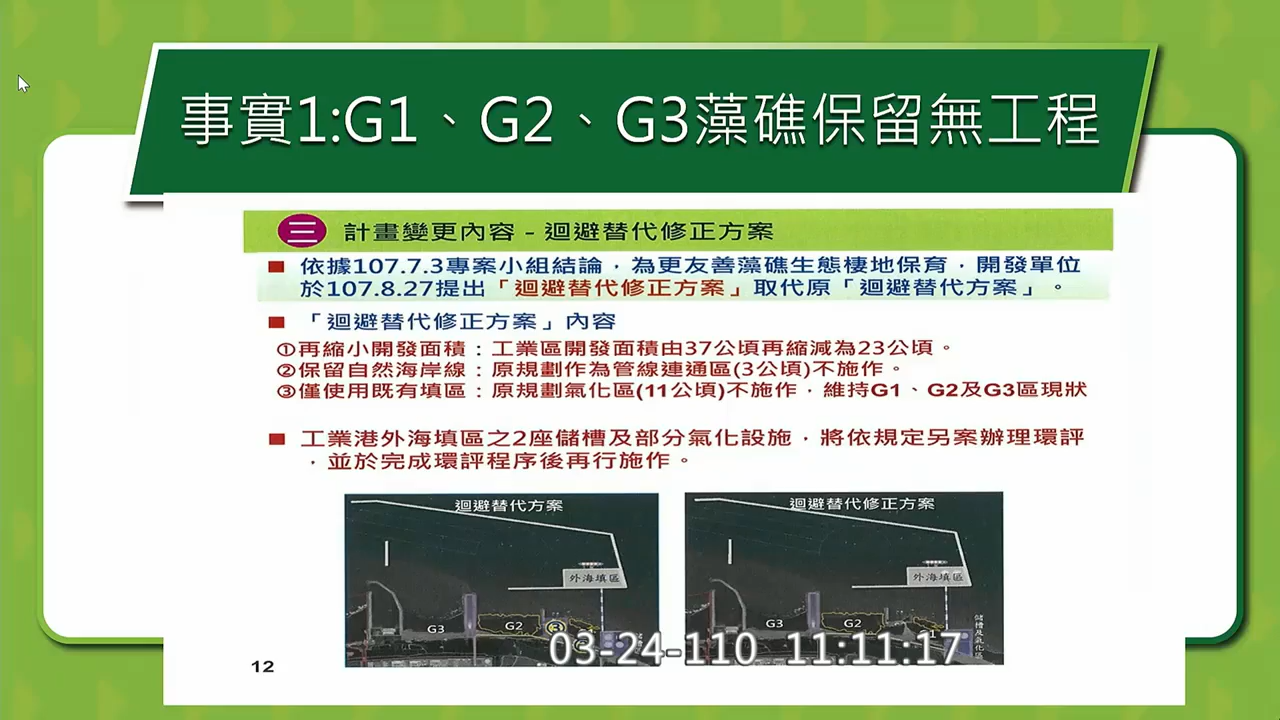 事實1:G1、G2、G3藻礁保留無工程
三 計畫變更內容－迴避替代修正方案
依據107.7.3專案小組結論，為更友善藻礁生態棲地保育，開發單位
於107.8.27提出「迴避替代修正方案」取代原「迴避替代方案」。
「迴避替代修正方案」內容
①再縮小開發面積：工業區開發面積由37公頃再縮減為23公頃。
②保留自然海岸線：原規劃作為管線連通區(3公頃)不施作。
③僅使用既有填區：原規劃氣化區(11公頃)不施作，維持G1、G2及G3區現狀
工業港外海填區之2座儲槽及部分氣化設施，將依規定另案辦理環評
，並於完成環評程序後再行施作。
迴避替代方案
外海填區
G3
G2
③
迴避替代修正方案
外海填區
G3
G2
儲槽及氣化區
03-24-110 11:11:17
12